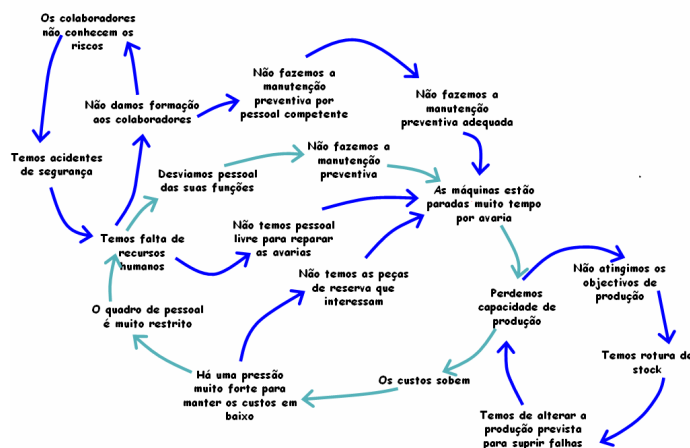 Os colaboradores
não conhecem os
riscos
Não fazemos a
manutenção
preventiva por
pessoal competente
Não damos formação
aos colaboradores
Não fazemos a
manutenção
preventiva adequada
Temos acidentes
de segurança
Desviamos pessoal
das suas funções
Não fazemos a
manutenção
preventiva
As máquinas estão
paradas muito tempo
por avaria
Temos falta de
recursos
humanos
Não temos pessoal
livre para reparar
as avarias
Não temos as peças
de reserva que
interessam
Não atingimos os
objectivos de
produção
Perdemos
capacidade de
produção
O quadro de pessoal
é muito restrito
Temos rotura de
stock
Há uma pressão
muito forte para
manter os custos em
baixo
Os custos sobem
Temos de alterar a
produção prevista
para suprir falhas